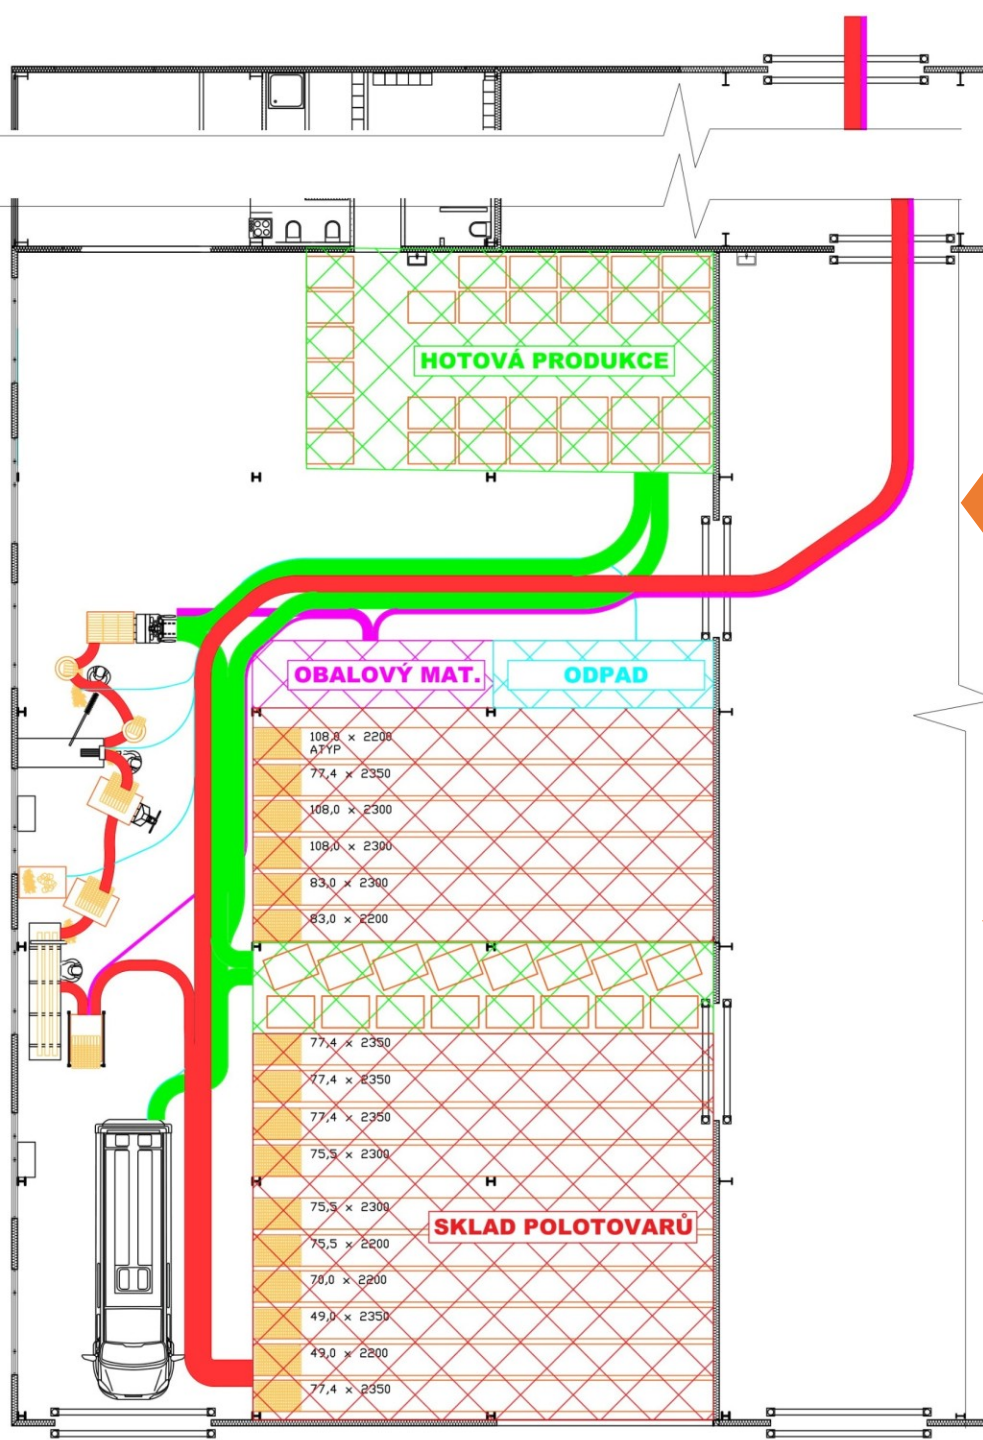 HOTOVÁ PRODUKCE
OBALOVÝ MAT.
ODPAD
108,0 × 2200
ATYP
77,4 × 2350
108,0 × 2300
108,0 × 2300
83,0 × 2300
83,0 × 2200
77,4 × 2350
77,4 × 2350
77,4 × 2350
75,5 × 2300
75,5 × 2300
SKLAD POLOTOVARŮ
75,5 × 2200
70,0 × 2200
49,0 × 2350
49,0 × 2200
77,4 × 2350